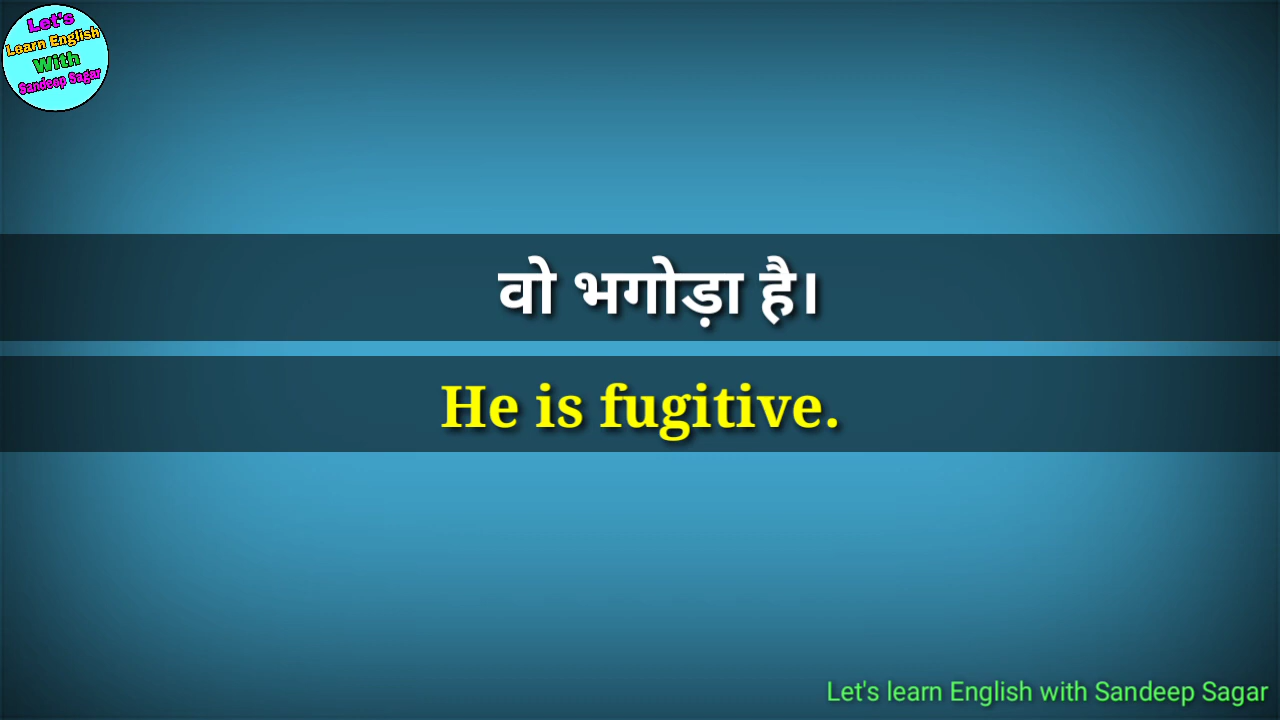 Let's
Learn English
With
Sandeep Sagar
वो भगोड़ा है।
He is fugitive.
Let's learn English with Sandeep Sagar